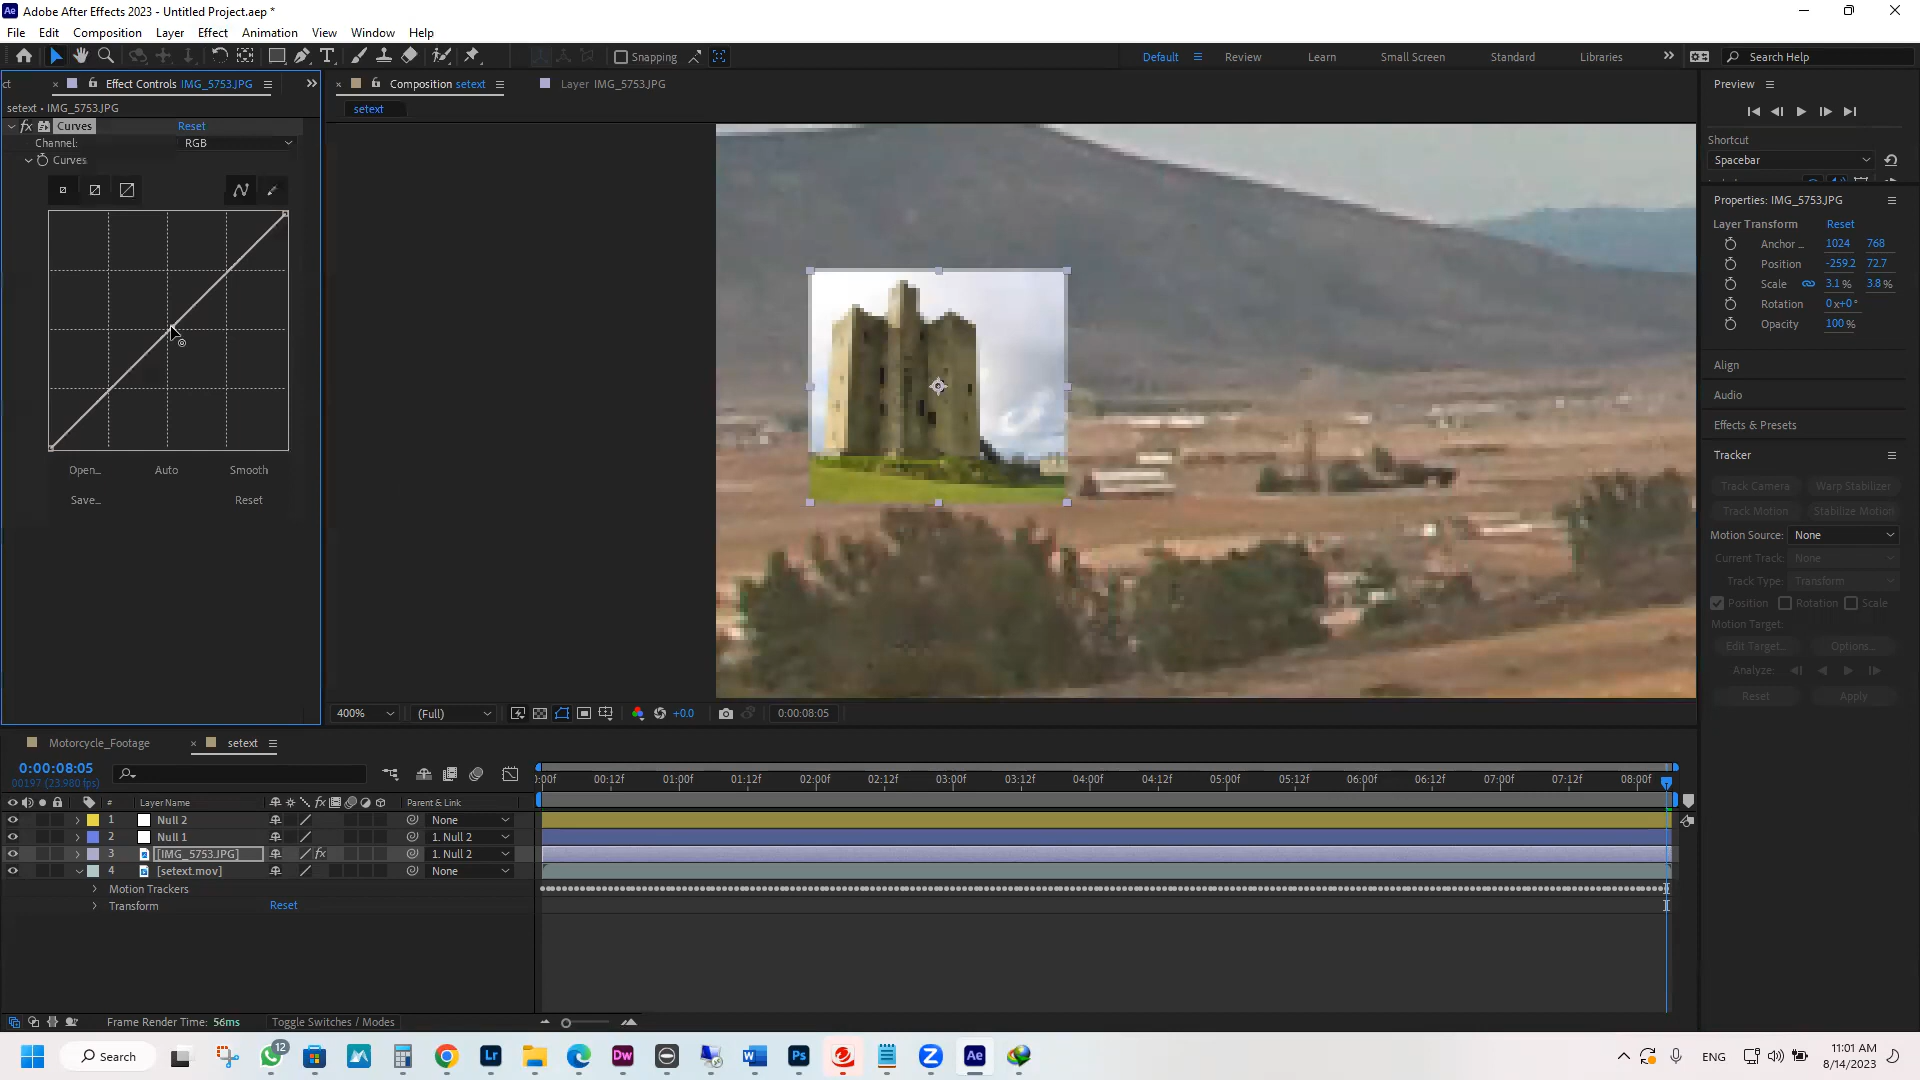 Adobe After Effects 2023 - Untitled Project.aep *
File Edit Composition Layer Effect Animation View Window Help
Snapping
Default Review Learn Small Screen Standard Libraries
Search Help
ct
Effect Controls IMG_5753.JPG
setext • IMG_5753.JPG
fx Curves Reset
Channel: RGB
Curves
Open... Auto Smooth
Save... Reset
Composition setext
Layer IMG_5753.JPG
setext
400% (Full) +0.0 0:00:08:05
Preview
Shortcut
Spacebar
Properties: IMG_5753.JPG
Layer Transform Reset
Anchor ... 1024 768
Position -259.2 72.7
Scale 3.1 % 3.8 %
Rotation 0x+0°
Opacity 100 %
Align
Audio
Effects & Presets
Tracker
Track Camera Warp Stabilizer
Track Motion Stabilize Motion
Motion Source: None
Current Track: None
Track Type: Transform
Position Rotation Scale
Motion Target:
Edit Target... Options...
Analyze:
Reset Apply
Motorcycle_Footage
setext
0:00:08:05
00197 (23.980 fps)
# Layer Name fx Parent & Link
1 Null 2 None
2 Null 1 1. Null 2
3 [IMG_5753.JPG] fx 1. Null 2
4 [setext.mov] None
Motion Trackers
Transform Reset
:00f 00:12f 01:00f 01:12f 02:00f 02:12f 03:00f 03:12f 04:00f 04:12f 05:00f 05:12f 06:00f 06:12f 07:00f 07:12f 08:00f
Frame Render Time: 56ms
Toggle Switches / Modes
Search
12
Lr
Dw
W
Ps
Z
Ae
ENG
11:01 AM
8/14/2023